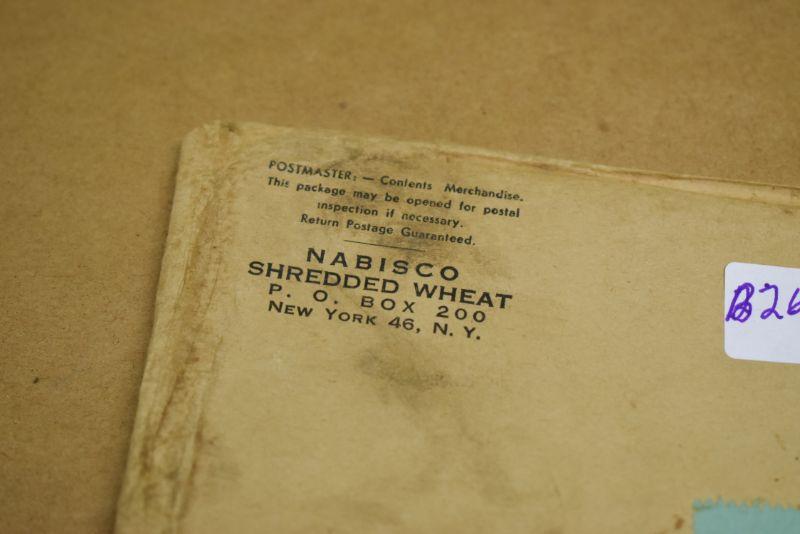 POSTMASTER: — Contents Merchandise.
This package may be opened for postal
inspection if necessary.
Return Postage Guaranteed.
NABISCO
SHREDDED WHEAT
P. O. BOX 200
NEW YORK 46, N. Y.